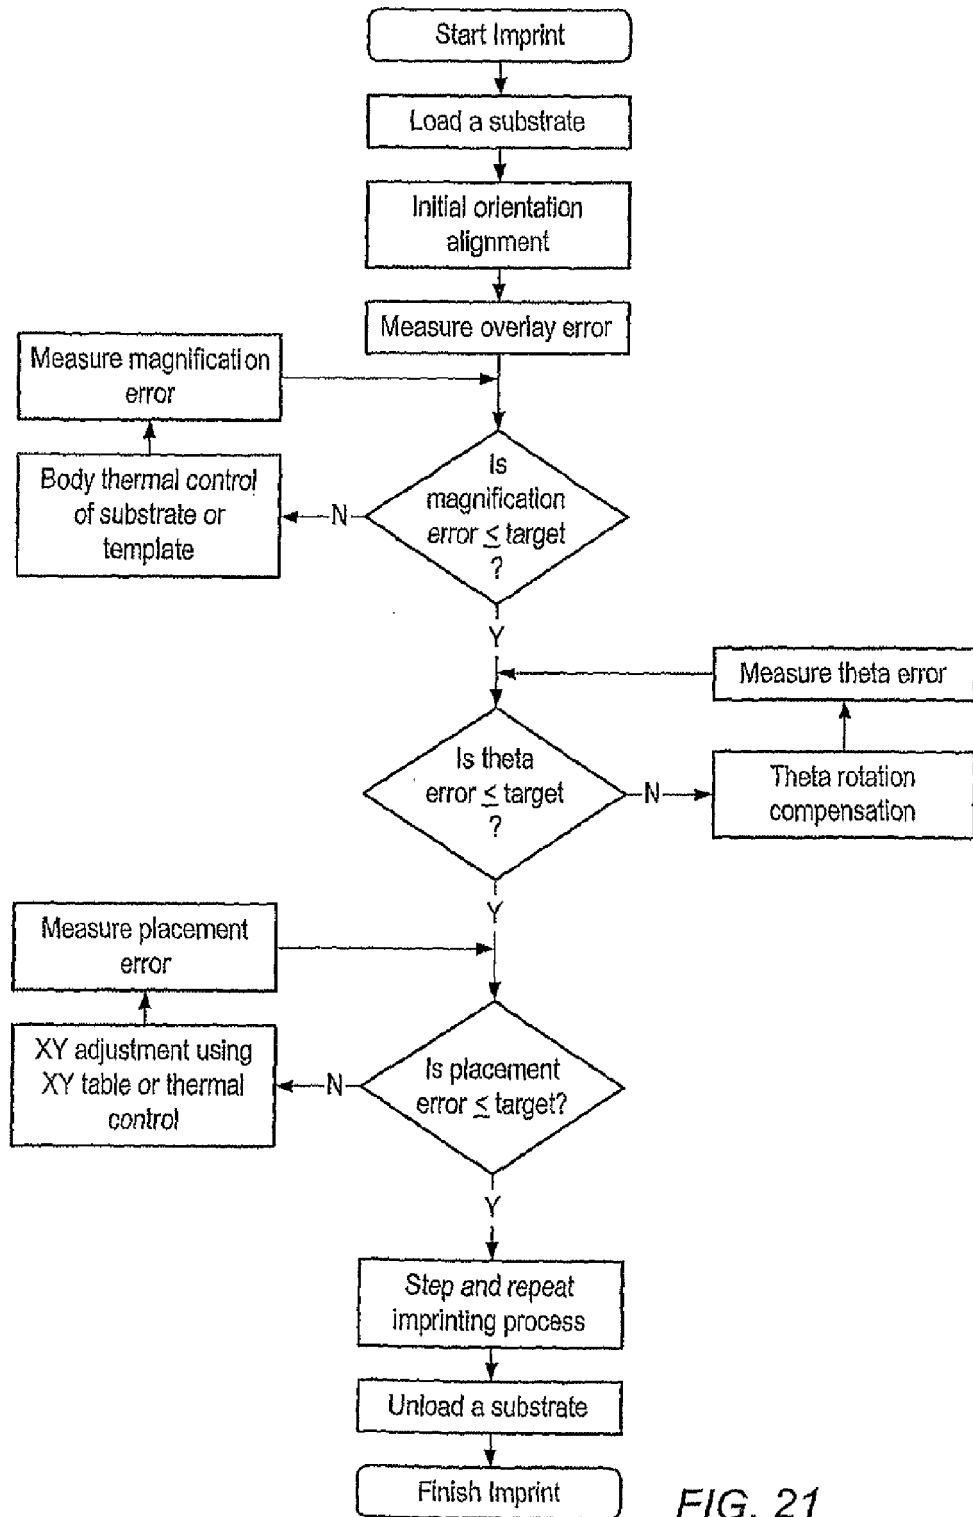 Start Imprint
Load a substrate
Initial orientation
alignment
Measure overlay error
Measure magnification
error
Body thermal control
of substrate or
template
N
Is
magnification
error ≤ target
?
Y
Measure theta error
Is theta
error ≤ target
?
N
Theta rotation
compensation
Y
Measure placement
error
XY adjustment using
XY table or thermal
control
N
Is placement
error ≤ target?
Y
Step and repeat
imprinting process
Unload a substrate
Finish Imprint
FIG. 21